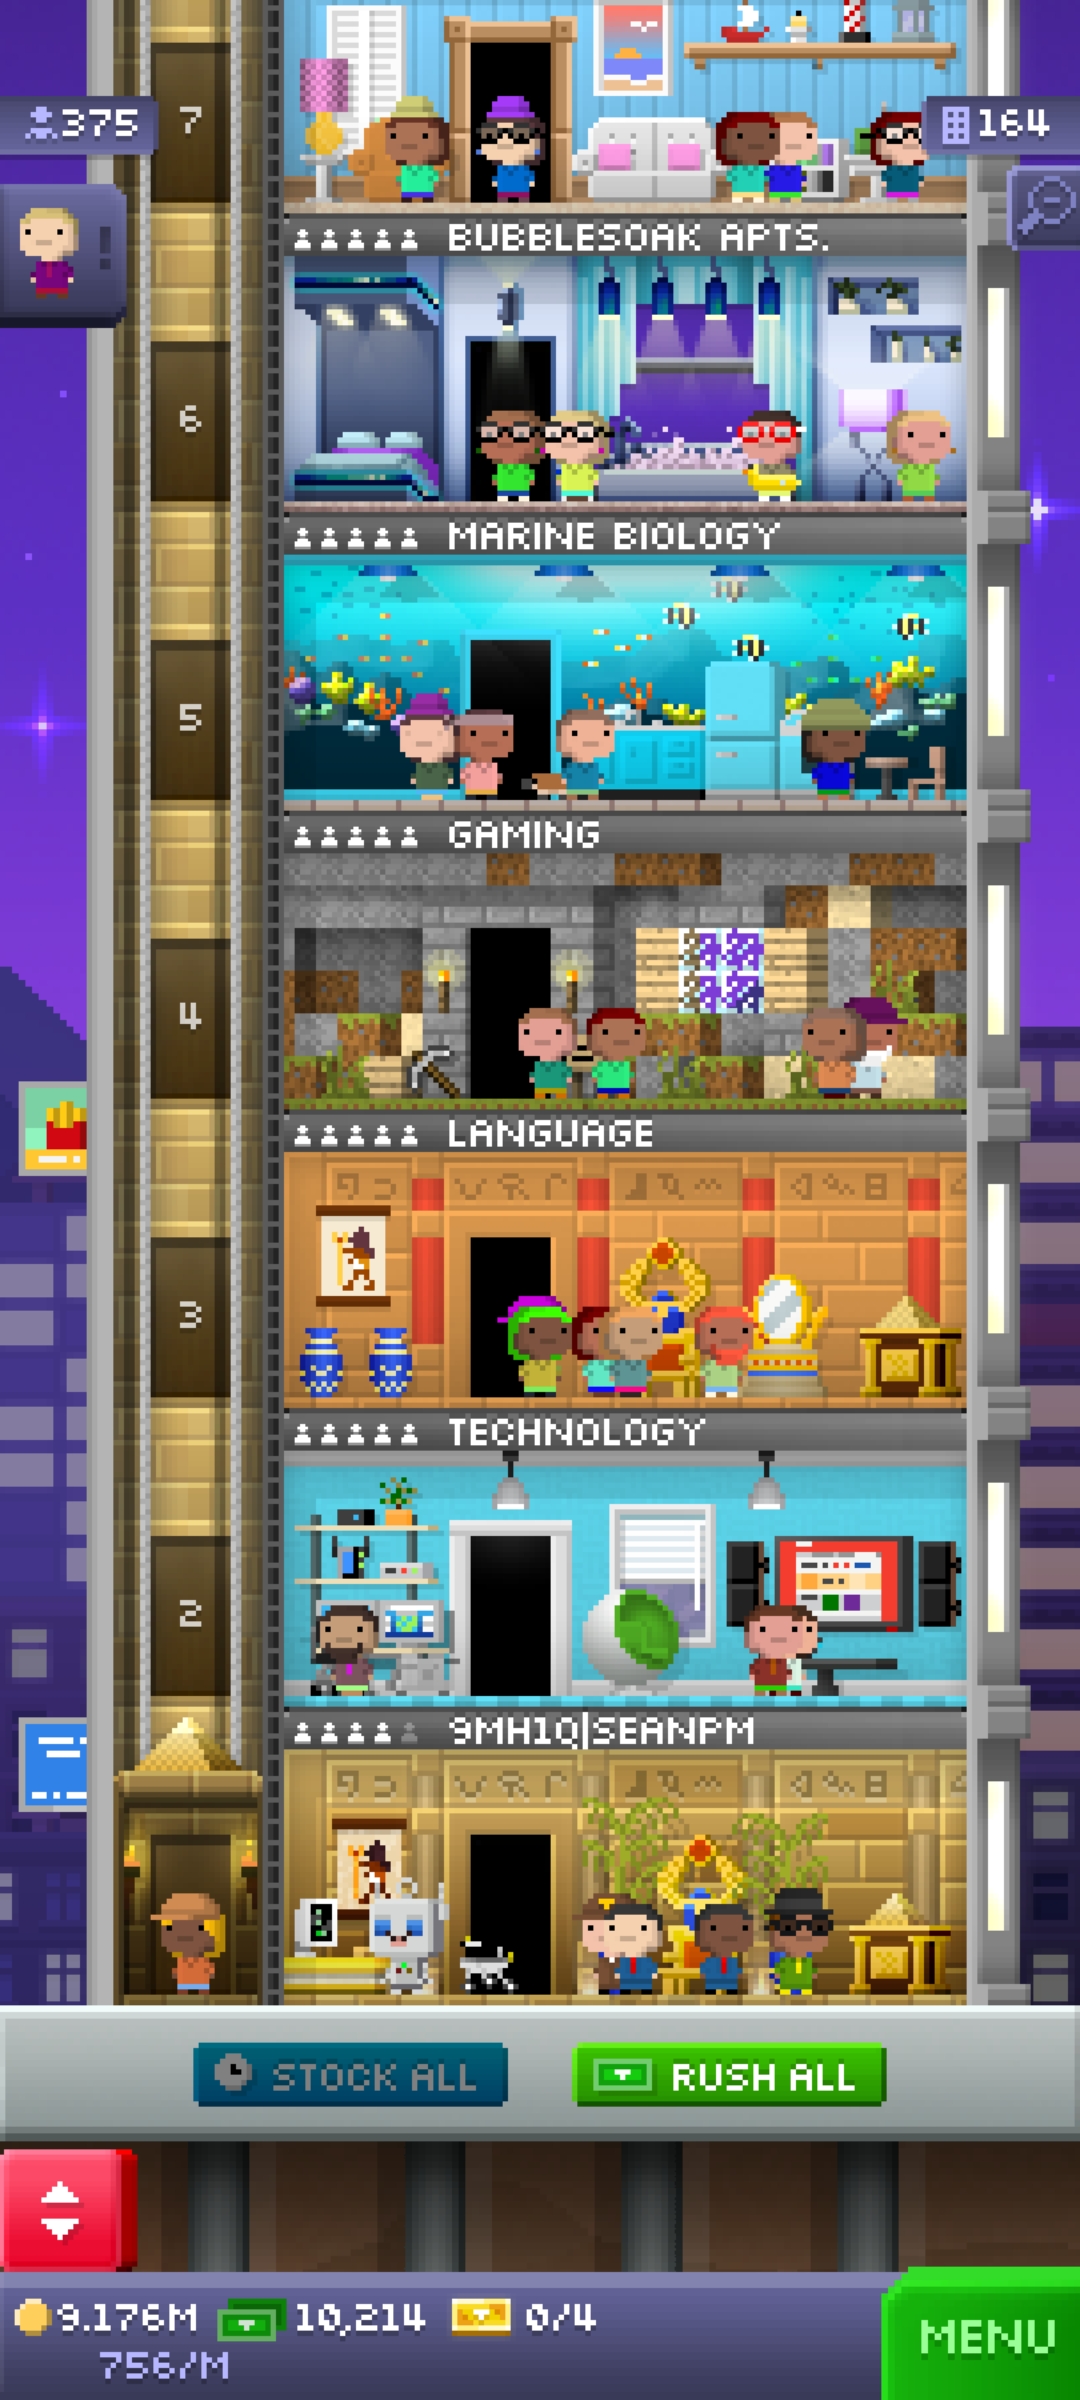 7
375
164
BUBBLESOAK APTS.
6
MARINE BIOLOGY
5
GAMING
4
LANGUAGE
3
TECHNOLOGY
2
9MH1Q|SEANPM
STOCK ALL
RUSH ALL
9.176M
10,214
0/4
756/M
MENU